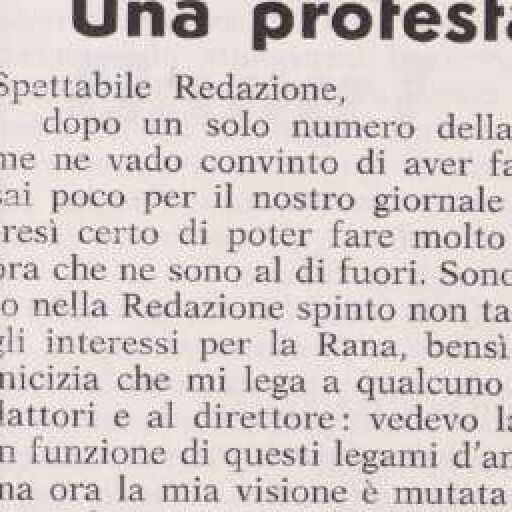 Una protesta
Spettabile Redazione,
dopo un solo numero della
me ne vado convinto di aver fa
sai poco per il nostro giornale
resì certo di poter fare molto
ora che ne sono al di fuori. Sono
o nella Redazione spinto non ta
gli interessi per la Rana, bensì
nicizia che mi lega a qualcuno
dattori e al direttore: vedevo la
n funzione di questi legami d'an
na ora la mia visione è mutata